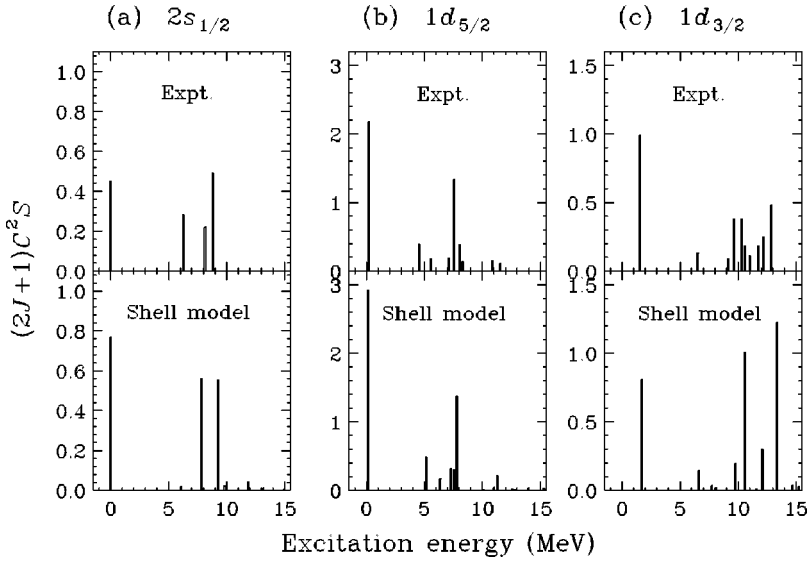 (a) 2s1/2 (b) 1d5/2 (c) 1d3/2
1.0 3 1.5
Expt. Expt. Expt.
0.8
2 1.0
0.6
0.4
1 0.5
0.2
0.0 0 0.0
1.0 3 1.5
Shell model Shell model Shell model
0.8
2 1.0
0.6
0.4
1 0.5
0.2
0.0 0 0.0
0 5 10 15 0 5 10 15 0 5 10 15
(2J+1)C²S
Excitation energy (MeV)